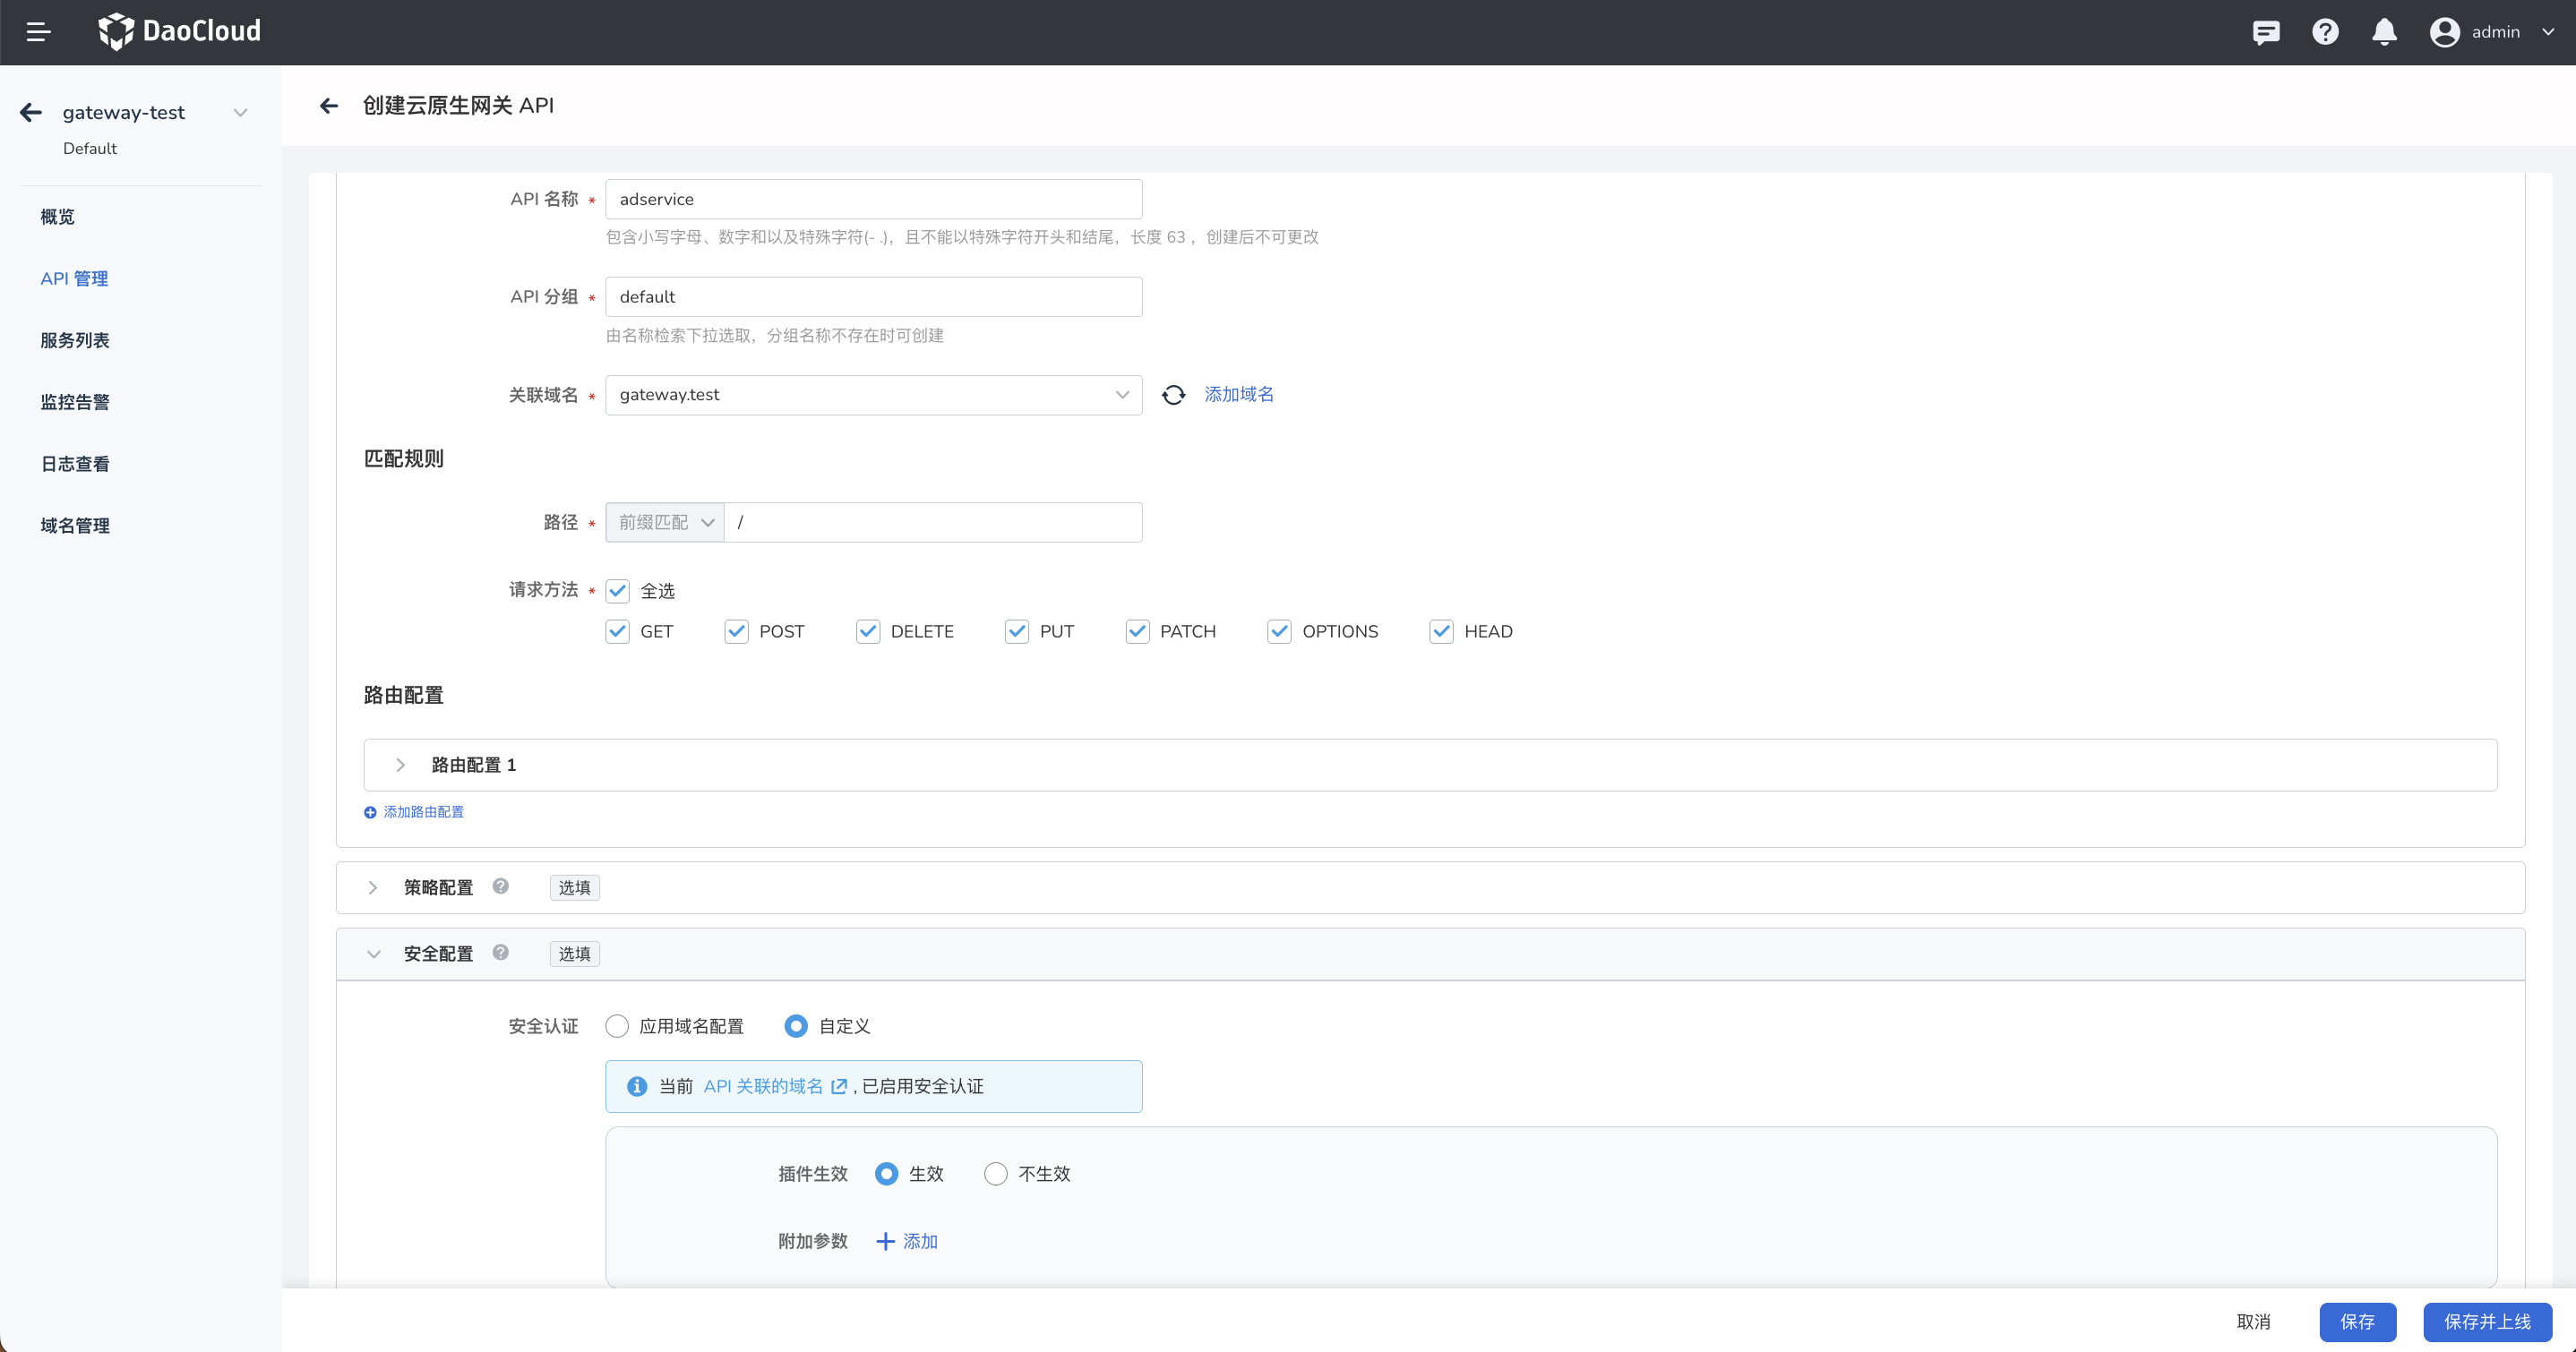 DaoCloud
admin
gateway-test
Default
概览
API 管理
服务列表
监控告警
日志查看
域名管理
创建云原生网关 API
API 名称 * adservice
包含小写字母、数字和以及特殊字符(- .)，且不能以特殊字符开头和结尾，长度 63 ，创建后不可更改
API 分组 * default
由名称检索下拉选取，分组名称不存在时可创建
关联域名 * gateway.test 添加域名
匹配规则
路径 * 前缀匹配 /
请求方法 * 全选
GET POST DELETE PUT PATCH OPTIONS HEAD
路由配置
路由配置 1
添加路由配置
策略配置 ? 选填
安全配置 ? 选填
安全认证 应用域名配置 自定义
当前 API 关联的域名 , 已启用安全认证
插件生效 生效 不生效
附加参数 + 添加
取消 保存 保存并上线